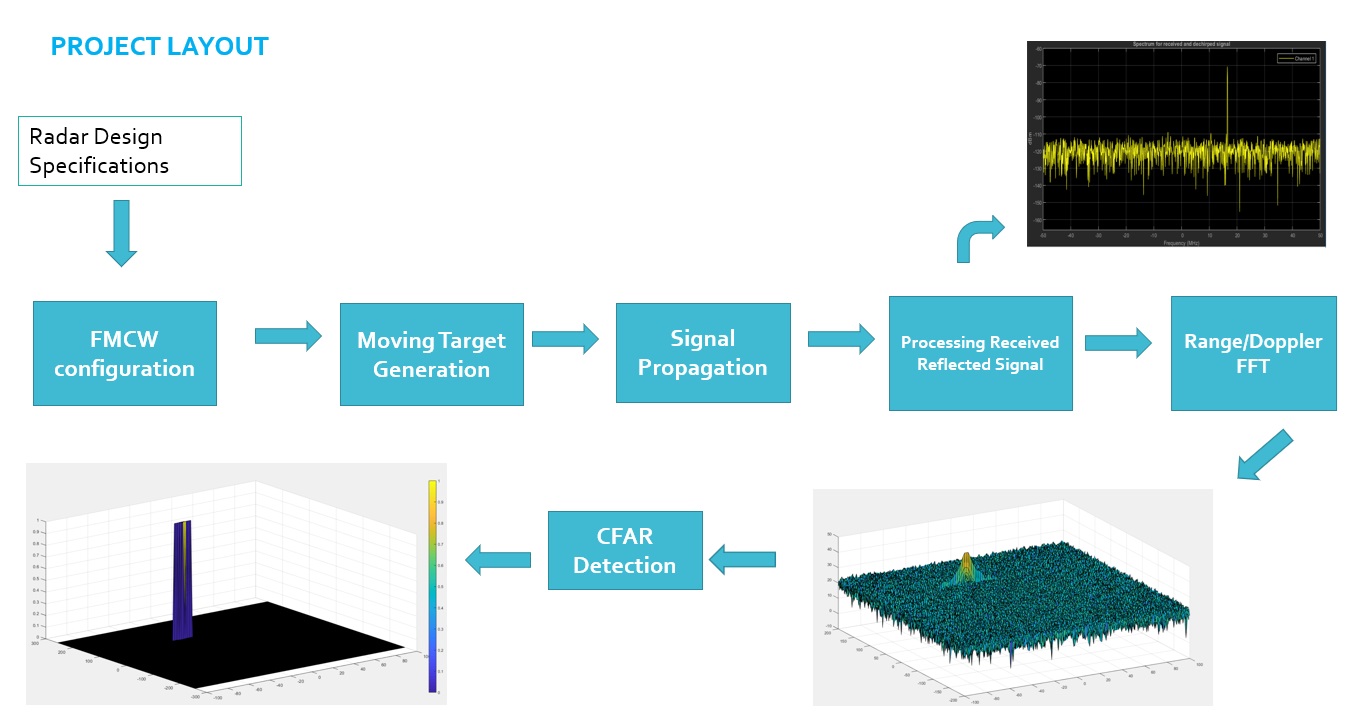 PROJECT LAYOUT
Radar Design
Specifications
Spectrum for received and dechirped signal
Channel 1
Frequency (MHz)
FMCW
configuration
Moving Target
Generation
Signal
Propagation
Processing Received
Reflected Signal
Range/Doppler
FFT
CFAR
Detection